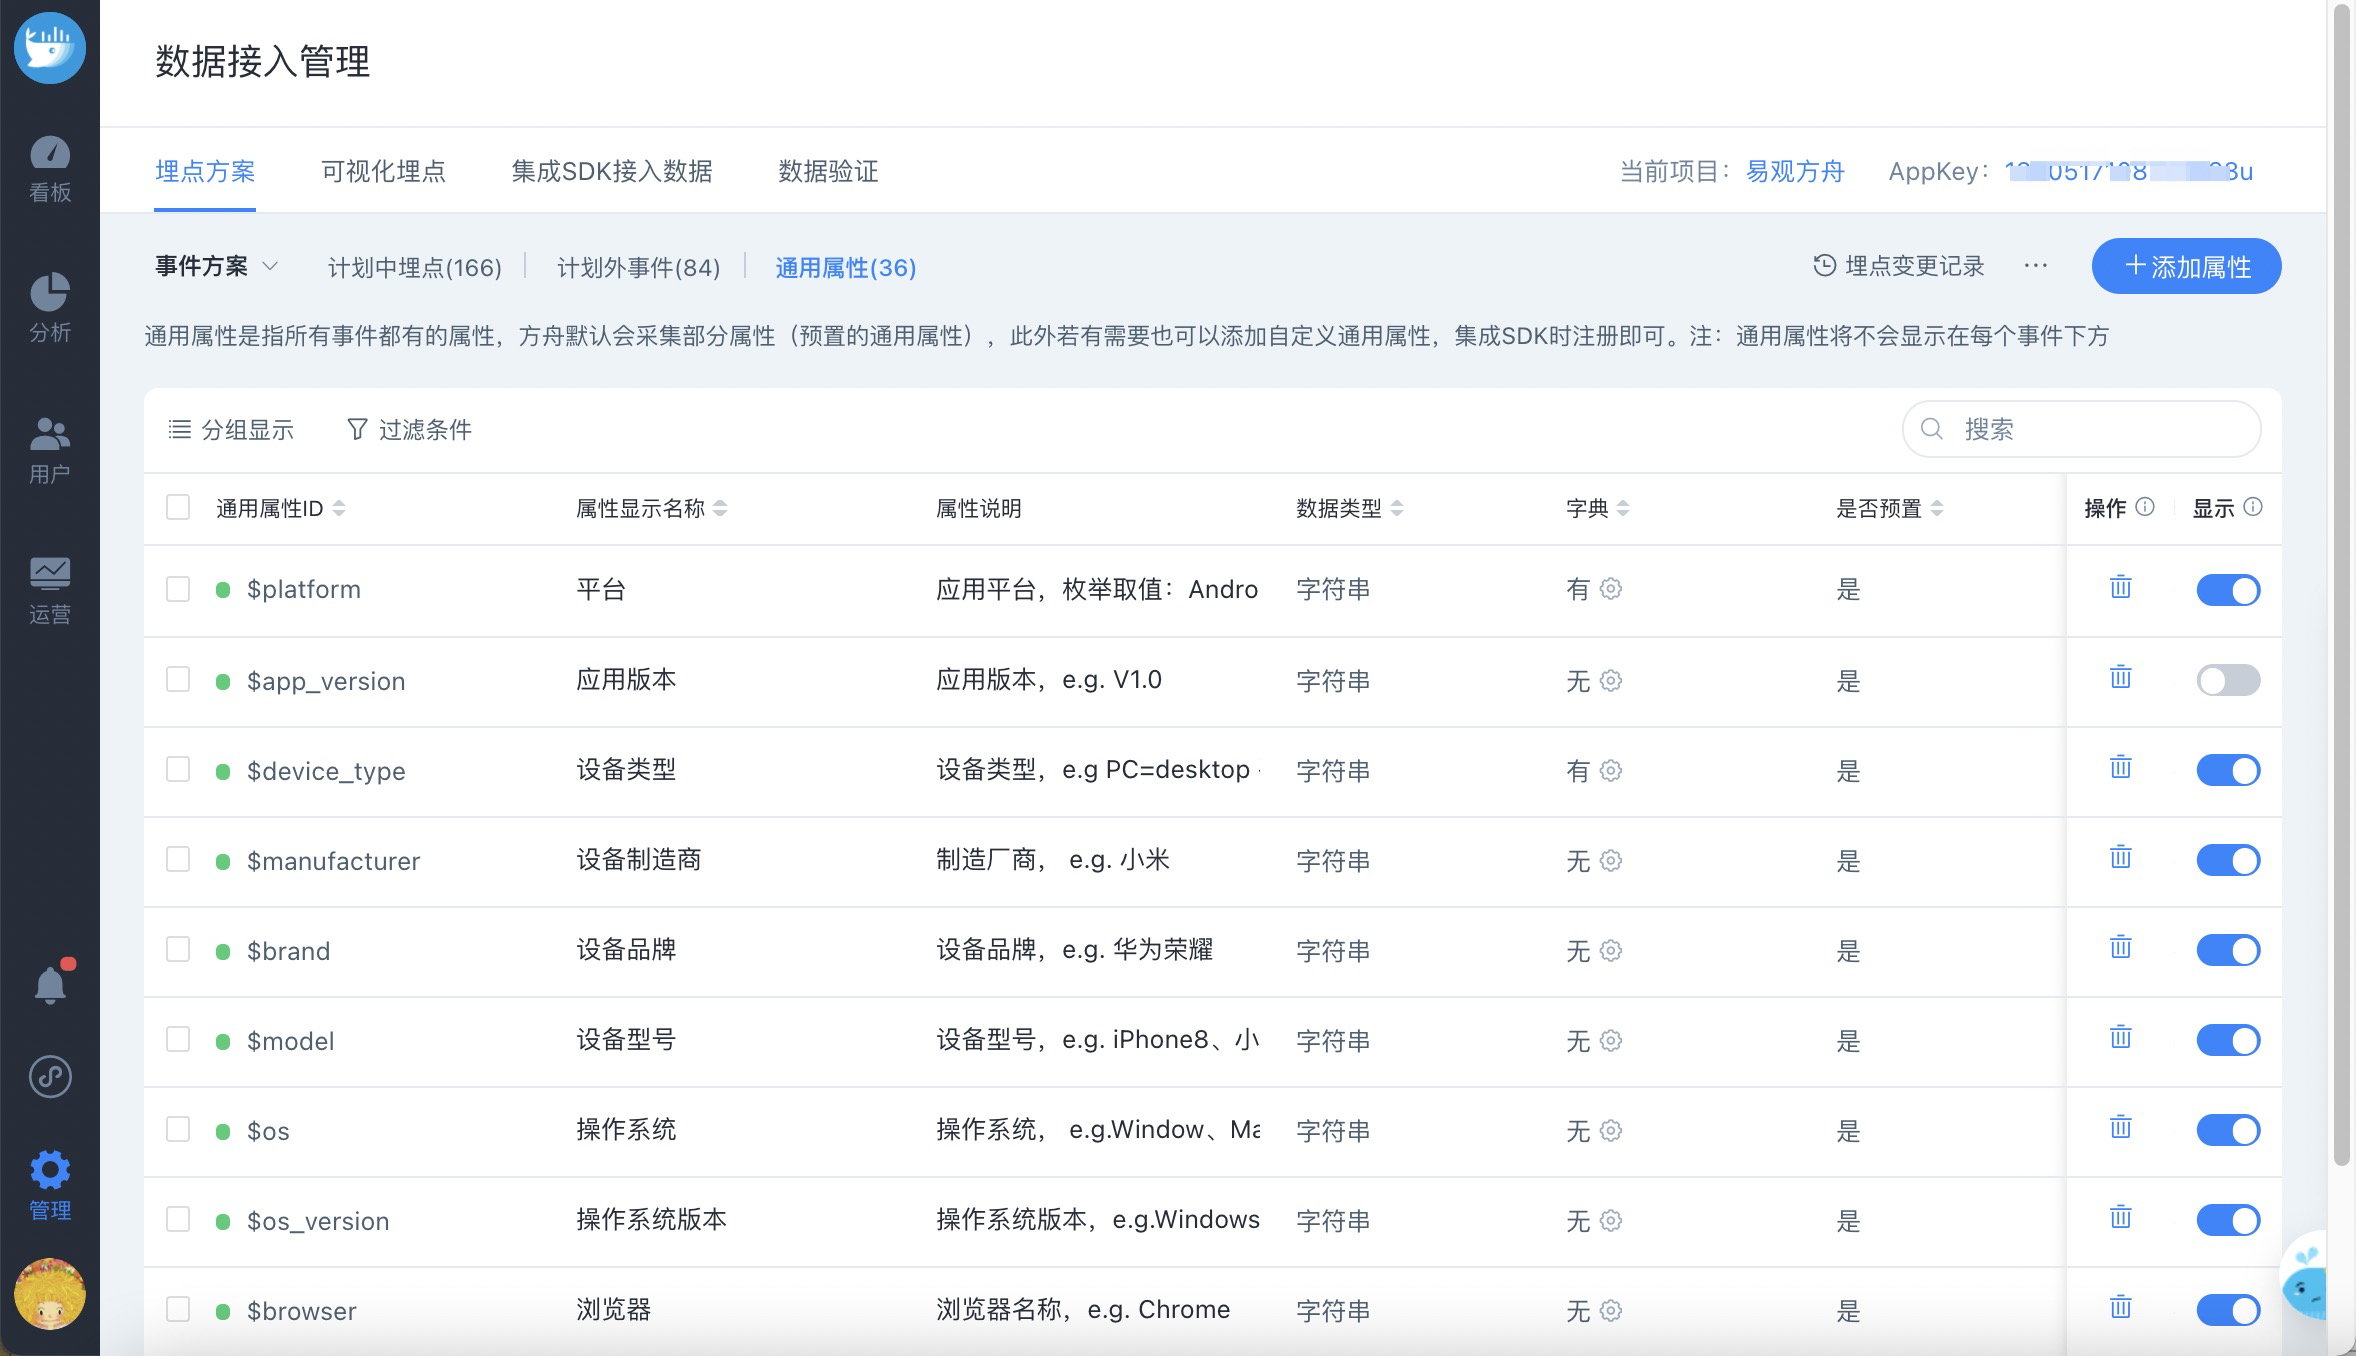 数据接入管理
埋点方案 可视化埋点 集成SDK接入数据 数据验证 当前项目：易观方舟 AppKey：
看板
分析
用户
运营
管理
事件方案 计划中埋点(166) 计划外事件(84) 通用属性(36) 埋点变更记录 ··· +添加属性
通用属性是指所有事件都有的属性，方舟默认会采集部分属性（预置的通用属性），此外若有需要也可以添加自定义通用属性，集成SDK时注册即可。注：通用属性将不会显示在每个事件下方
分组显示 过滤条件 搜索
通用属性ID 属性显示名称 属性说明 数据类型 字典 是否预置 操作 显示
$platform 平台 应用平台，枚举取值：Andro 字符串 有 是
$app_version 应用版本 应用版本，e.g. V1.0 字符串 无 是
$device_type 设备类型 设备类型，e.g PC=desktop 字符串 有 是
$manufacturer 设备制造商 制造厂商， e.g. 小米 字符串 无 是
$brand 设备品牌 设备品牌，e.g. 华为荣耀 字符串 无 是
$model 设备型号 设备型号，e.g. iPhone8、小 字符串 无 是
$os 操作系统 操作系统， e.g.Window、Ma 字符串 无 是
$os_version 操作系统版本 操作系统版本，e.g.Windows 字符串 无 是
$browser 浏览器 浏览器名称，e.g. Chrome 字符串 无 是